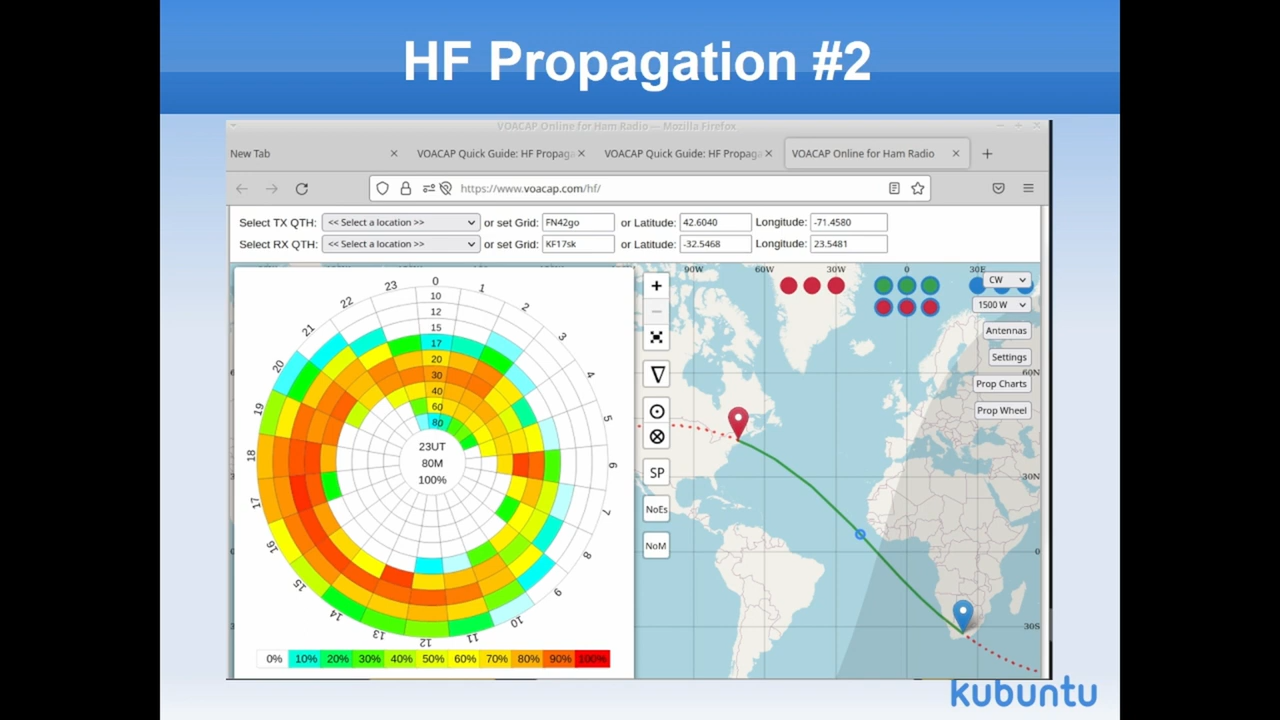 HF Propagation #2
VOACAP Online for Ham Radio — Mozilla Firefox
New Tab × VOACAP Quick Guide: HF Propaga × VOACAP Quick Guide: HF Propaga × VOACAP Online for Ham Radio × +
https://www.voacap.com/hf/
Select TX QTH: << Select a location >> or set Grid: FN42go or Latitude: 42.6040 Longitude: -71.4580
Select RX QTH: << Select a location >> or set Grid: KF17sk or Latitude: -32.5468 Longitude: 23.5481
90W 60W 30W 0 30E
CW
1500 W
Antennas
Settings
Prop Charts
Prop Wheel
60N
30N
0
30S
+
−
SP
NoEs
NoM
0 1 2 3 4 5 6 7 8 9 10 11 12 13 14 15 16 17 18 19 20 21 22 23
10
12
15
17
20
30
40
60
80
23UT
80M
100%
0% 10% 20% 30% 40% 50% 60% 70% 80% 90% 100%
kubuntu